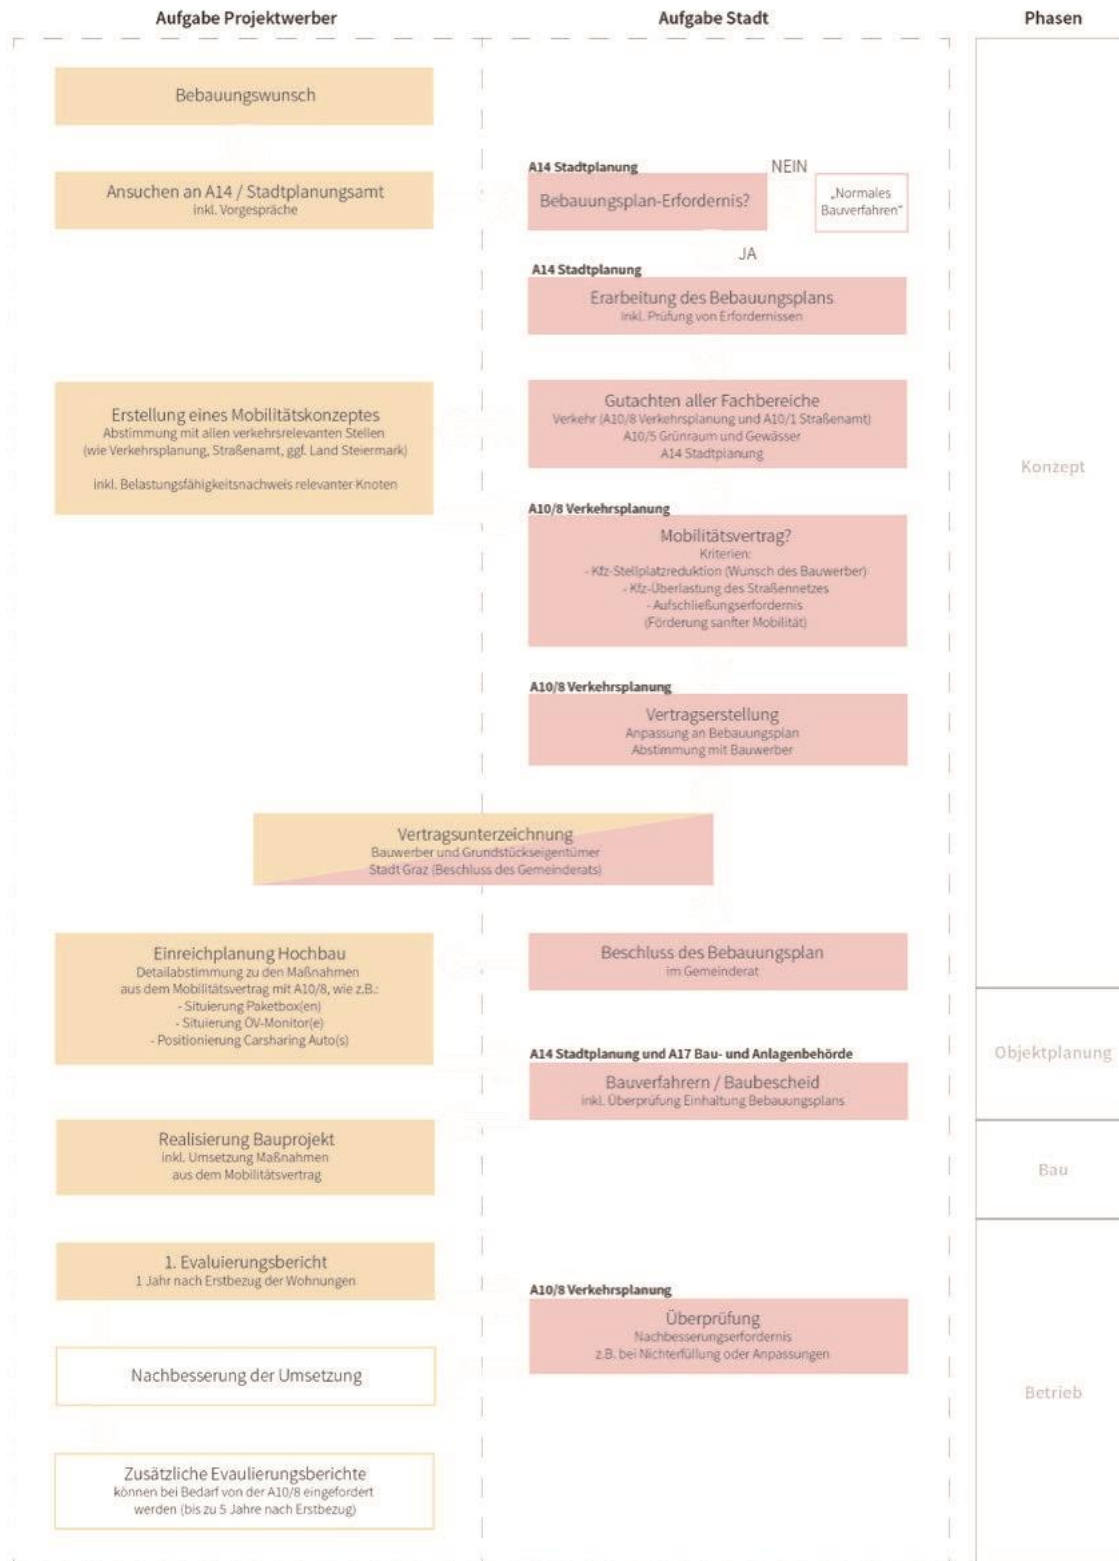 Aufgabe Projektwerber
Aufgabe Stadt
Phasen
Bebauungswunsch
Ansuchen an A14 / Stadtplanungsamt
inkl. Vorgespräche
A14 Stadtplanung
Bebauungsplan-Erfordernis?
NEIN
„Normales
Bauverfahren“
JA
A14 Stadtplanung
Erarbeitung des Bebauungsplans
inkl. Prüfung von Erfordernissen
Erstellung eines Mobilitätskonzeptes
Abstimmung mit allen verkehrsrelevanten Stellen
(wie Verkehrsplanung, Straßenamt, ggf. Land Steiermark)
inkl. Belastungsfähigkeitsnachweis relevanter Knoten
Gutachten aller Fachbereiche
Verkehr (A10/8 Verkehrsplanung und A10/1 Straßenamt)
A10/5 Grünraum und Gewässer
A14 Stadtplanung
Konzept
A10/8 Verkehrsplanung
Mobilitätsvertrag?
Kriterien:
- Kfz-Stellplatzreduktion (Wunsch des Bauwerber)
- Kfz-Überlastung des Straßennetzes
- Aufschließungserfordernis
(Förderung sanfter Mobilität)
A10/8 Verkehrsplanung
Vertragserstellung
Anpassung an Bebauungsplan
Abstimmung mit Bauwerber
Vertragsunterzeichnung
Bauwerber und Grundstückseigentümer
Stadt Graz (Beschluss des Gemeinderats)
Einreichplanung Hochbau
Detailabstimmung zu den Maßnahmen
aus dem Mobilitätsvertrag mit A10/8, wie z.B.:
- Situierung Paketbox(en)
- Situierung ÖV-Monitor(e)
- Positionierung Carsharing Auto(s)
Beschluss des Bebauungsplan
im Gemeinderat
Objektplanung
A14 Stadtplanung und A17 Bau- und Anlagenbehörde
Bauverfahrern / Baubescheid
inkl. Überprüfung Einhaltung Bebauungsplans
Realisierung Bauprojekt
inkl. Umsetzung Maßnahmen
aus dem Mobilitätsvertrag
Bau
1. Evaluierungsbericht
1 Jahr nach Erstbezug der Wohnungen
A10/8 Verkehrsplanung
Überprüfung
Nachbesserungserfordernis
z.B. bei Nichterfüllung oder Anpassungen
Nachbesserung der Umsetzung
Betrieb
Zusätzliche Evaulierungsberichte
können bei Bedarf von der A10/8 eingefordert
werden (bis zu 5 Jahre nach Erstbezug)